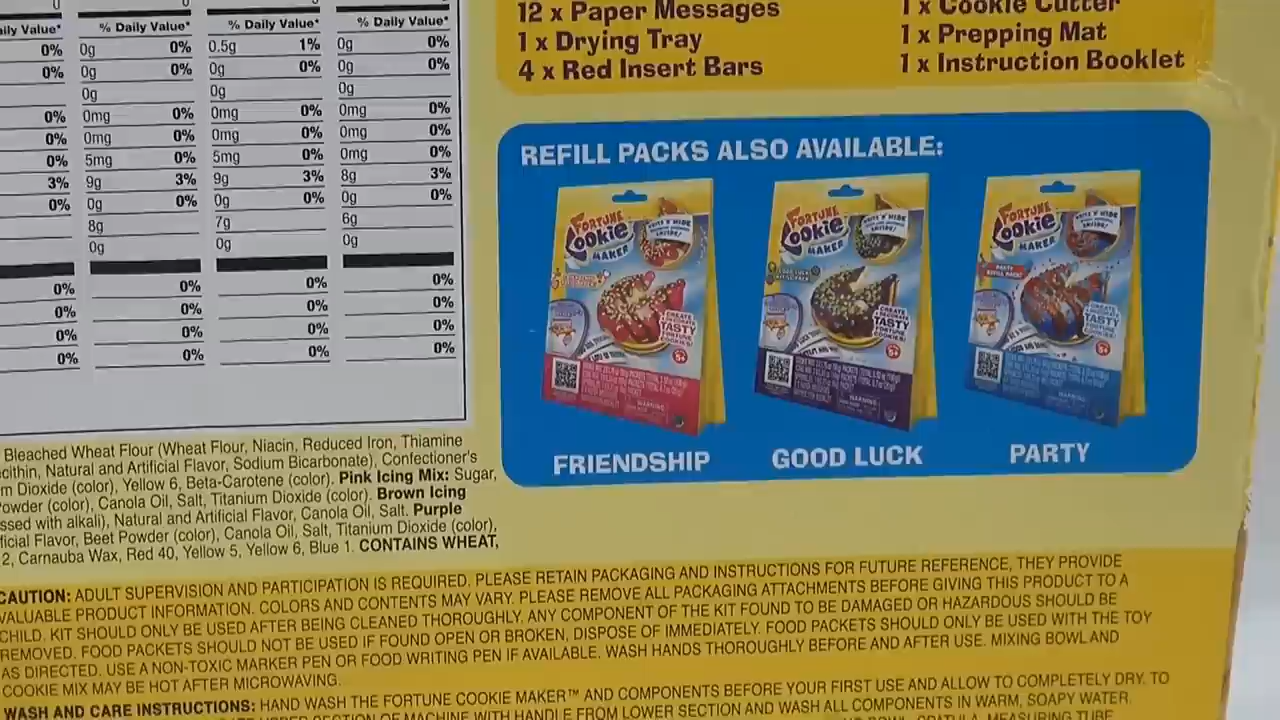 % Daily Value*
% Daily Value*
% Daily Value*
0% 0g 0% 0.5g 1% 0g 0%
0% 0g 0% 0g 0% 0g 0%
0g 0g 0g
0% 0mg 0% 0mg 0% 0mg 0%
0% 0mg 0% 0mg 0% 0mg 0%
0% 5mg 0% 5mg 0% 0mg 0%
3% 9g 3% 9g 3% 8g 3%
0% 0g 0% 0g 0% 0g 0%
8g 7g 6g
0g 0g 0g
0% 0% 0% 0%
0% 0% 0% 0%
0% 0% 0% 0%
0% 0% 0% 0%
Bleached Wheat Flour (Wheat Flour, Niacin, Reduced Iron, Thiamine
Natural and Artificial Flavor, Sodium Bicarbonate), Confectioner's
Dioxide (color), Yellow 6, Beta-Carotene (color). Pink Icing Mix: Sugar,
(color), Canola Oil, Salt, Titanium Dioxide (color). Brown Icing
with alkali), Natural and Artificial Flavor, Canola Oil, Salt. Purple
Flavor, Beet Powder (color), Canola Oil, Salt, Titanium Dioxide (color),
2, Carnauba Wax, Red 40, Yellow 5, Yellow 6, Blue 1. CONTAINS WHEAT,
12 x Paper Messages
1 x Drying Tray
4 x Red Insert Bars
1 x Cookie Cutter
1 x Prepping Mat
1 x Instruction Booklet
REFILL PACKS ALSO AVAILABLE:
FORTUNE COOKIE MAKER
CREATE TASTY FORTUNE COOKIES!
FORTUNE COOKIE MAKER
CREATE TASTY FORTUNE COOKIES!
FORTUNE COOKIE MAKER
CREATE TASTY FORTUNE COOKIES!
FRIENDSHIP
GOOD LUCK
PARTY
CAUTION: ADULT SUPERVISION AND PARTICIPATION IS REQUIRED. PLEASE RETAIN PACKAGING AND INSTRUCTIONS FOR FUTURE REFERENCE, THEY PROVIDE
VALUABLE PRODUCT INFORMATION. COLORS AND CONTENTS MAY VARY. PLEASE REMOVE ALL PACKAGING ATTACHMENTS BEFORE GIVING THIS PRODUCT TO A
CHILD. KIT SHOULD ONLY BE USED AFTER BEING CLEANED THOROUGHLY. ANY COMPONENT OF THE KIT FOUND TO BE DAMAGED OR HAZARDOUS SHOULD BE
REMOVED. FOOD PACKETS SHOULD NOT BE USED IF FOUND OPEN OR BROKEN, DISPOSE OF IMMEDIATELY. FOOD PACKETS SHOULD ONLY BE USED WITH THE TOY
AS DIRECTED. USE A NON-TOXIC MARKER PEN OR FOOD WRITING PEN IF AVAILABLE. WASH HANDS THOROUGHLY BEFORE AND AFTER USE. MIXING BOWL AND
COOKIE MIX MAY BE HOT AFTER MICROWAVING.
WASH AND CARE INSTRUCTIONS: HAND WASH THE FORTUNE COOKIE MAKER™ AND COMPONENTS BEFORE YOUR FIRST USE AND ALLOW TO COMPLETELY DRY. TO
SECTION OF MACHINE WITH HANDLE FROM LOWER SECTION AND WASH ALL COMPONENTS IN WARM, SOAPY WATER.